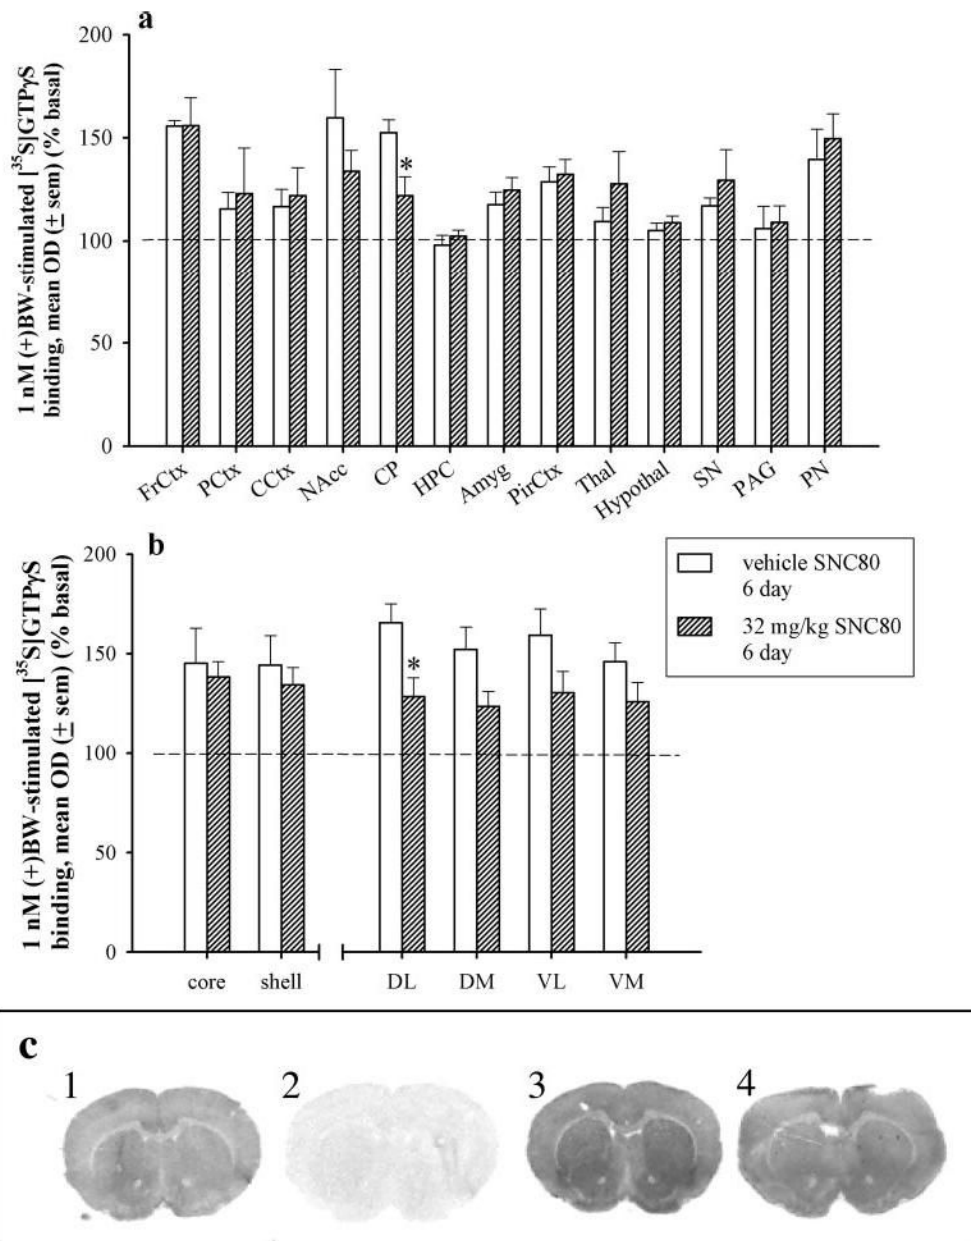 a
1 nM (+)BW-stimulated [35S]GTPγS
binding, mean OD (± sem) (% basal)
200
150
100
50
0
*
FrCtx PCtx CCtx NAcc CP HPC Amyg PirCtx Thal Hypothal SN PAG PN
b
1 nM (+)BW-stimulated [35S]GTPγS
binding, mean OD (± sem) (% basal)
200
150
100
50
0
*
core shell DL DM VL VM
vehicle SNC80
6 day
32 mg/kg SNC80
6 day
c
1 2 3 4